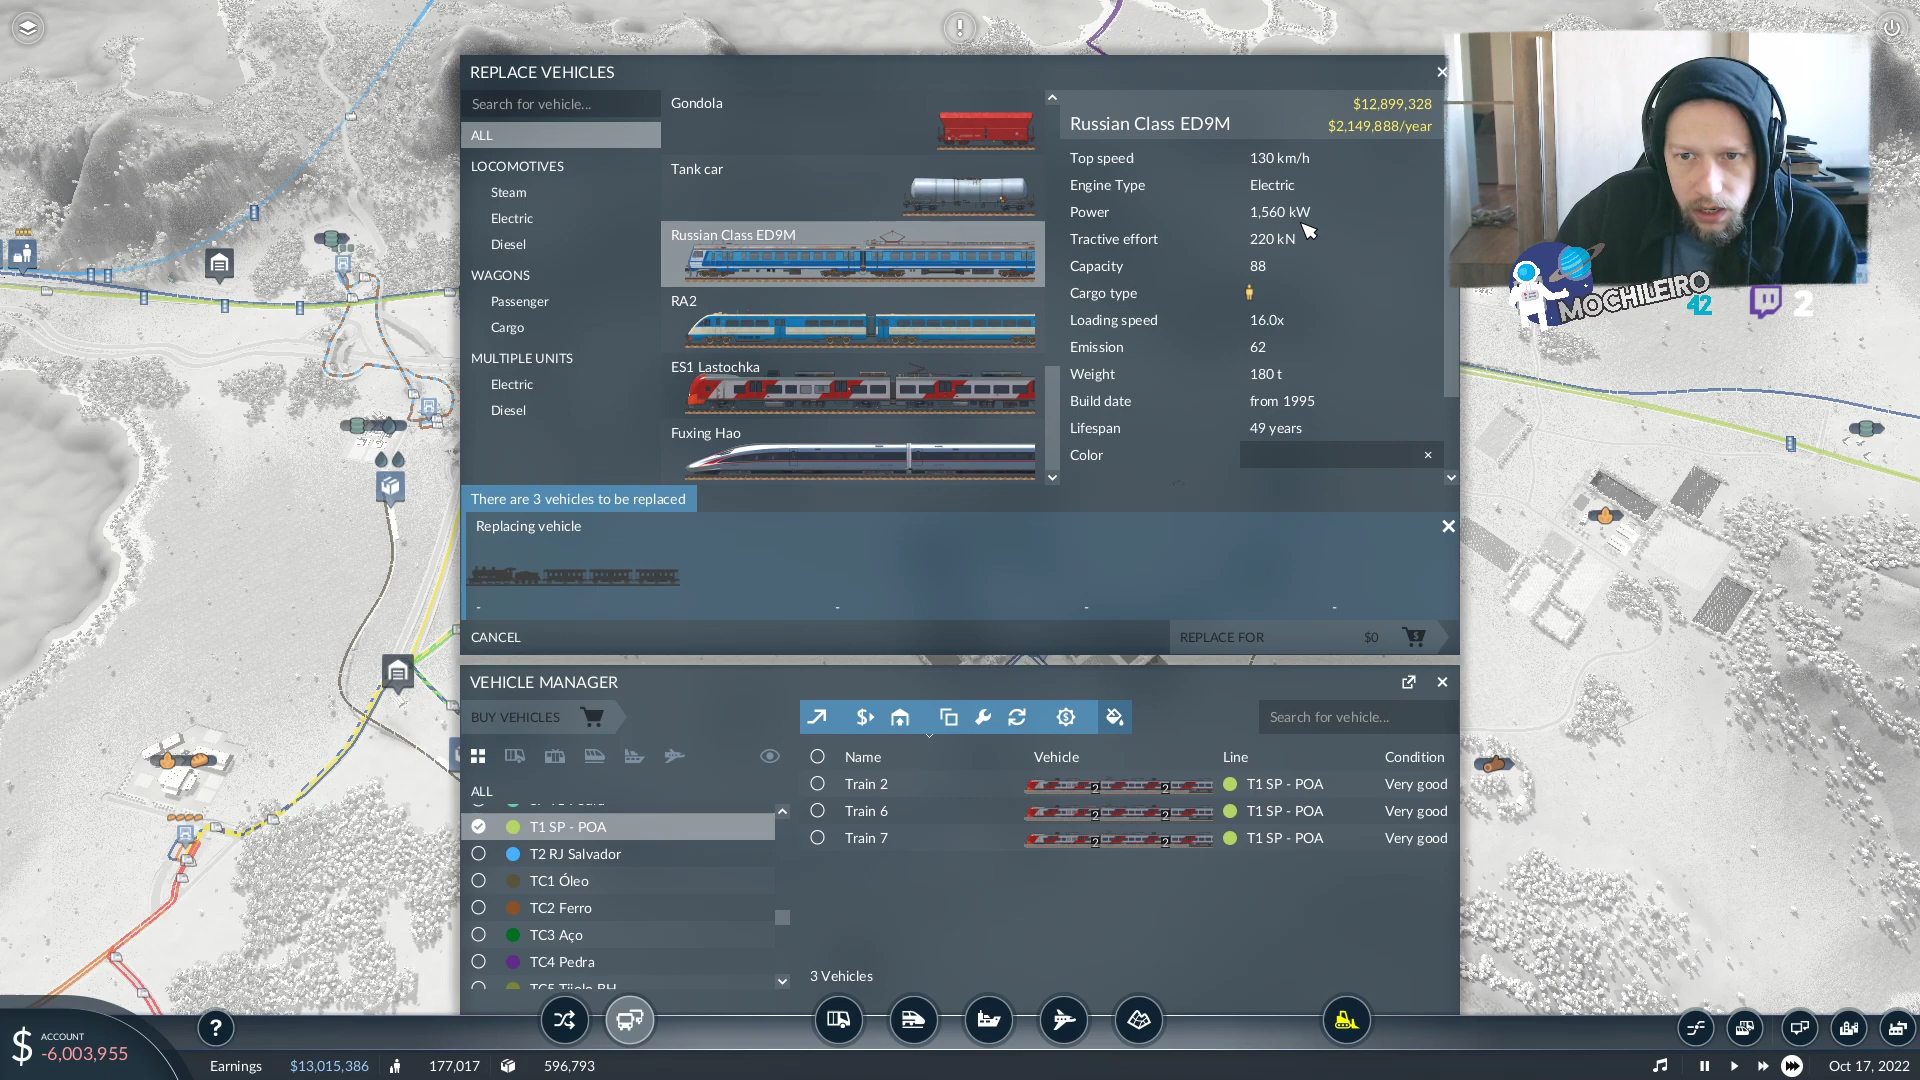 REPLACE VEHICLES
Search for vehicle...
ALL
LOCOMOTIVES
Steam
Electric
Diesel
WAGONS
Passenger
Cargo
MULTIPLE UNITS
Electric
Diesel
Gondola
Tank car
Russian Class ED9M
RA2
ES1 Lastochka
Fuxing Hao
$12,899,328
Russian Class ED9M
$2,149,888/year
Top speed 130 km/h
Engine Type Electric
Power 1,560 kW
Tractive effort 220 kN
Capacity 88
Cargo type
Loading speed 16.0x
Emission 62
Weight 180 t
Build date from 1995
Lifespan 49 years
Color
MOCHILEIRO
42
2
There are 3 vehicles to be replaced
Replacing vehicle
- - - -
CANCEL
REPLACE FOR $0
VEHICLE MANAGER
BUY VEHICLES
Search for vehicle...
ALL
T1 SP - POA
T2 RJ Salvador
TC1 Óleo
TC2 Ferro
TC3 Aço
TC4 Pedra
Name Vehicle Line Condition
Train 2 2 2 T1 SP - POA Very good
Train 6 2 2 T1 SP - POA Very good
Train 7 2 2 T1 SP - POA Very good
3 Vehicles
ACCOUNT
-6,003,955
Earnings $13,015,386 177,017 596,793
Oct 17, 2022